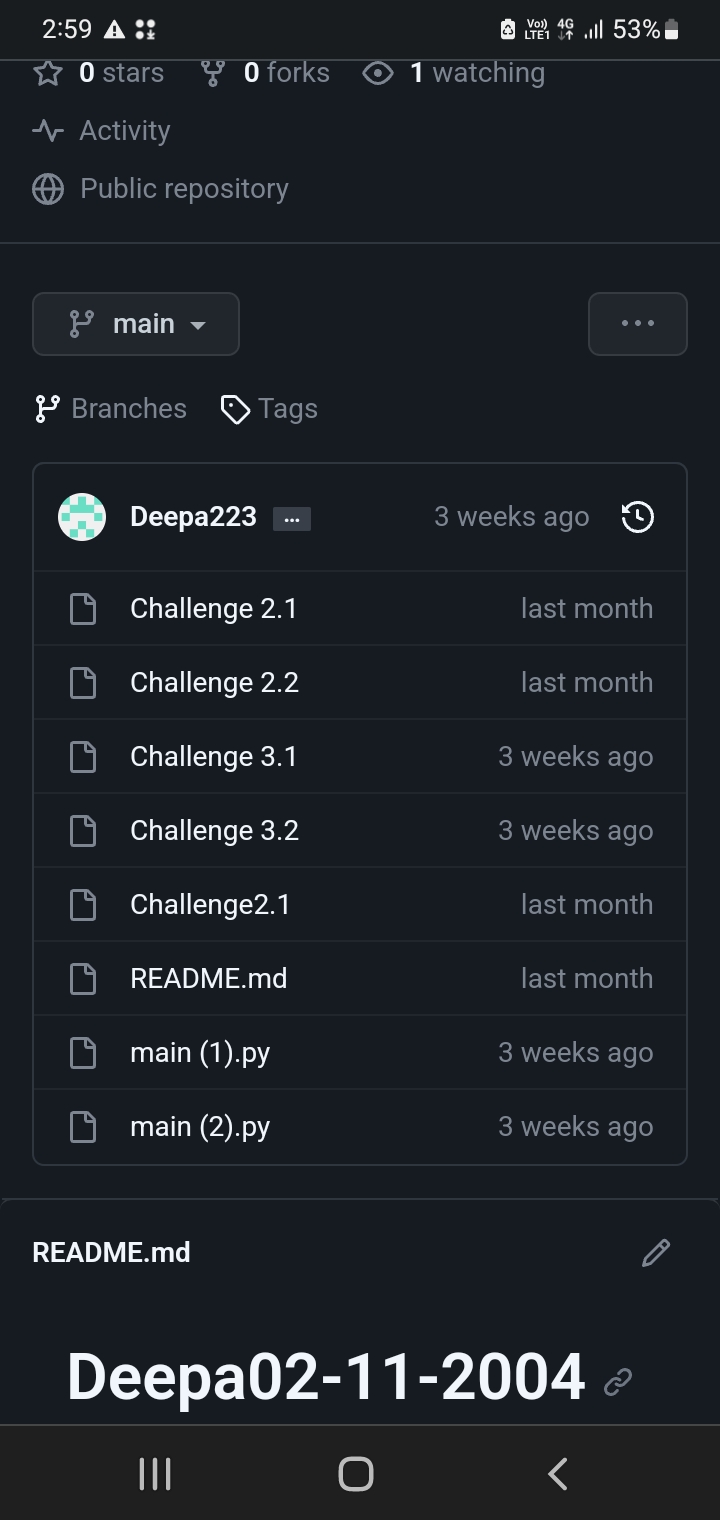 2:59 Vo)) LTE1 4G 53%
0 stars 0 forks 1 watching
Activity
Public repository
main ...
Branches Tags
Deepa223 ... 3 weeks ago
Challenge 2.1 last month
Challenge 2.2 last month
Challenge 3.1 3 weeks ago
Challenge 3.2 3 weeks ago
Challenge2.1 last month
README.md last month
main (1).py 3 weeks ago
main (2).py 3 weeks ago
README.md
Deepa02-11-2004